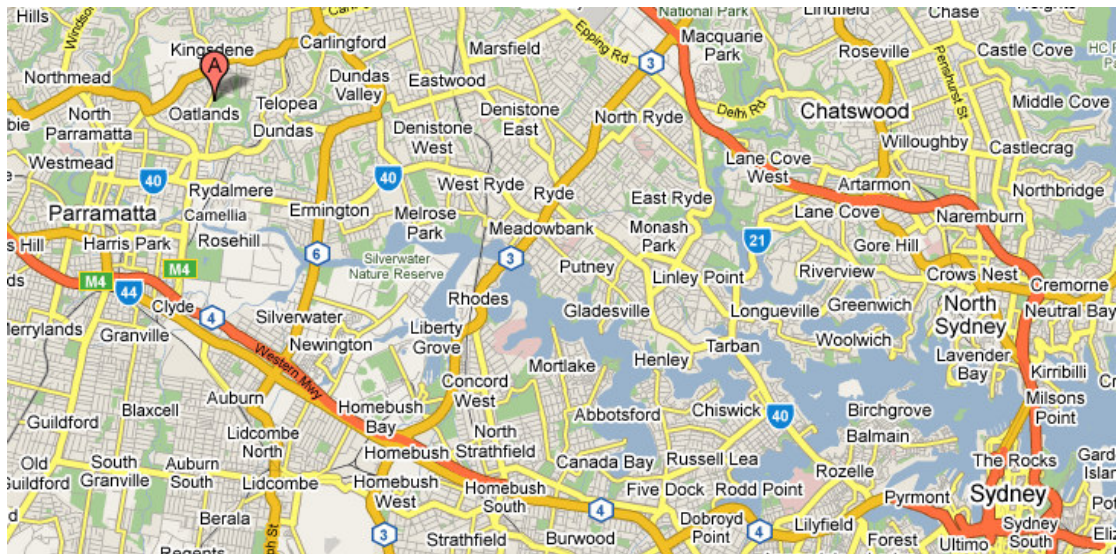 Hills
Windsor
Kingsdene
Carlingford
Marsfield
Epping Rd
3
National Park
Macquarie
Park
Lindfield
Roseville
Chase
Castle Cove
Penshurst St
Northmead
A
Oatlands
Dundas
Valley
Eastwood
Telopea
Denistone
East
North Ryde
Delhi Rd
Chatswood
Middle Cove
North
Parramatta
Dundas
Denistone
West
Willoughby
Castlecrag
Westmead
40
Rydalmere
40
West Ryde
Ryde
East Ryde
Lane Cove
West
Artarmon
Northbridge
Parramatta
Camellia
Ermington
Melrose
Park
Meadowbank
Monash
Park
Lane Cove
Naremburn
Harris Park
Rosehill
6
Silverwater
Nature Reserve
3
Putney
Linley Point
21
Gore Hill
Riverview
Crows Nest
Cremorne
M4
M4
44
Clyde
4
Silverwater
Rhodes
Gladesville
Longueville
Greenwich
North
Sydney
Neutral Bay
Merrylands
Granville
Newington
Liberty
Grove
Henley
Tarban
Woolwich
Lavender
Bay
Kirribilli
Western Mwy
Mortlake
Auburn
Concord
West
Homebush
Bay
Abbotsford
Chiswick
40
Birchgrove
Milsons
Point
Guildford
Blaxcell
Lidcombe
North
Homebush
North
Strathfield
Balmain
Canada Bay
Russell Lea
Rozelle
The Rocks
Old
Guildford
South
Granville
Auburn
South
Lidcombe
Homebush
West
Homebush
South
Five Dock
Rodd Point
Pyrmont
Sydney
Berala
3
Strathfield
4
Burwood
Dobroyd
Point
4
Lilyfield
Ultimo
Sydney
South
Forest
Regents